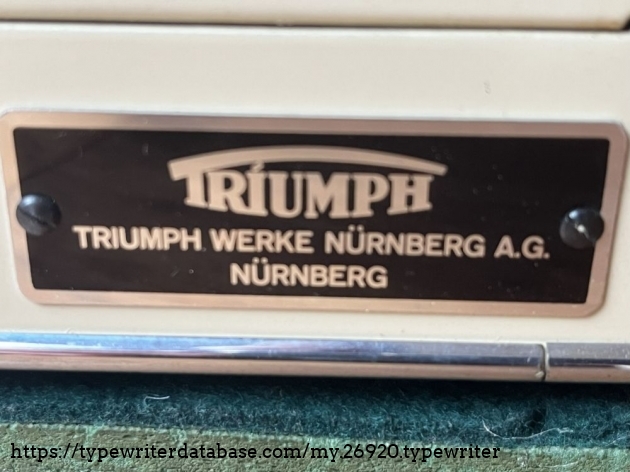 TRIUMPH
TRIUMPH WERKE NÜRNBERG A.G.
NÜRNBERG
https://typewriterdatabase.com/my.26920.typewriter